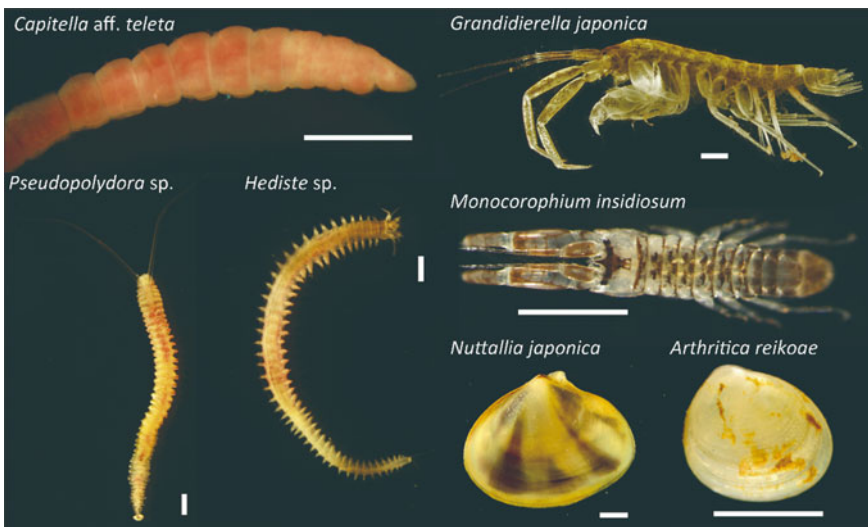 Capitella aff. teleta
Grandidierella japonica
Pseudopolydora sp.
Hediste sp.
Monocorophium insidiosum
Nuttallia japonica
Arthritica reikoae